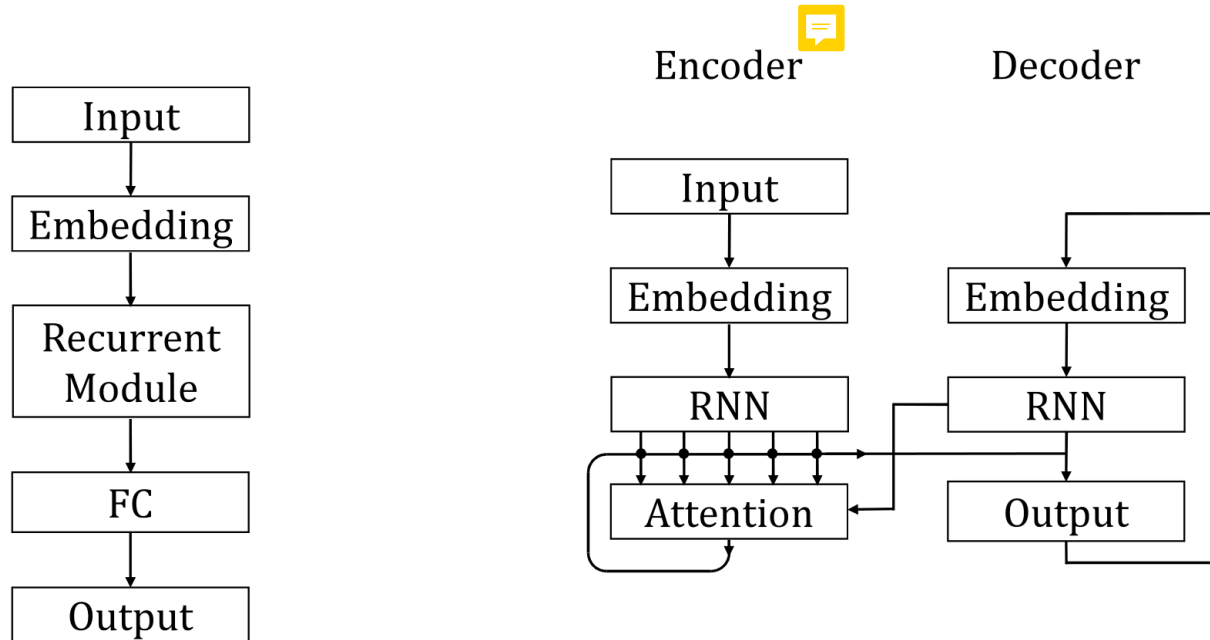 Input
Embedding
Recurrent
Module
FC
Output
Encoder
Decoder
Input
Embedding
RNN
Attention
Embedding
RNN
Output